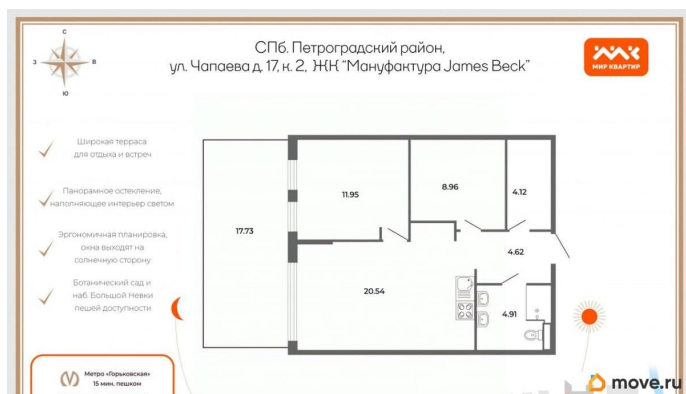 С
З
В
Ю
СПб. Петроградский район,
ул. Чапаева д. 17, к. 2, ЖК “Мануфактура James Beck”
МИР КВАРТИР
Широкая терраса
для отдыха и встреч
Панорамное остекление,
наполняющее интерьер светом
Эргономичная планировка,
окна выходят на
солнечную сторону
Ботанический сад и
наб. Большой Невки
пешей доступности
Метро «Горьковская»
15 мин. пешком
11.95
8.96
4.12
17.73
4.62
20.54
4.91
move.ru